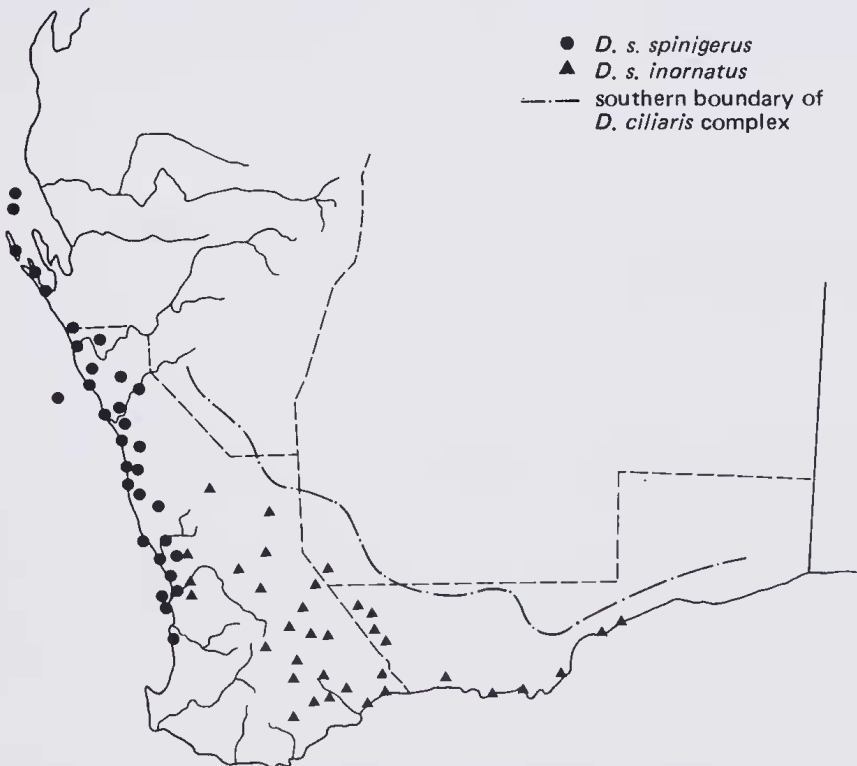 D. s. spinigerus
D. s. inornatus
southern boundary of
D. ciliaris complex